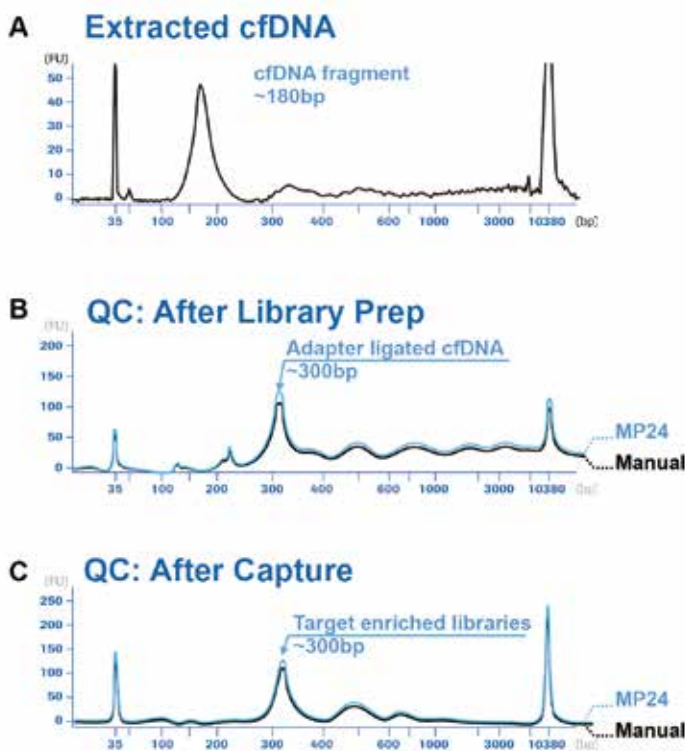 A Extracted cfDNA
[FU]
cfDNA fragment
~180bp
50
40
30
20
10
0
35 100 200 300 400 600 1000 3000 10380 [bp]
B QC: After Library Prep
[FU]
Adapter ligated cfDNA
~300bp
200
150
100
50
0
MP24
Manual
35 100 200 300 400 600 1000 3000 10380
C QC: After Capture
[FU]
Target enriched libraries
~300bp
250
200
150
100
50
0
MP24
Manual
35 100 200 300 400 600 1000 3000 10380